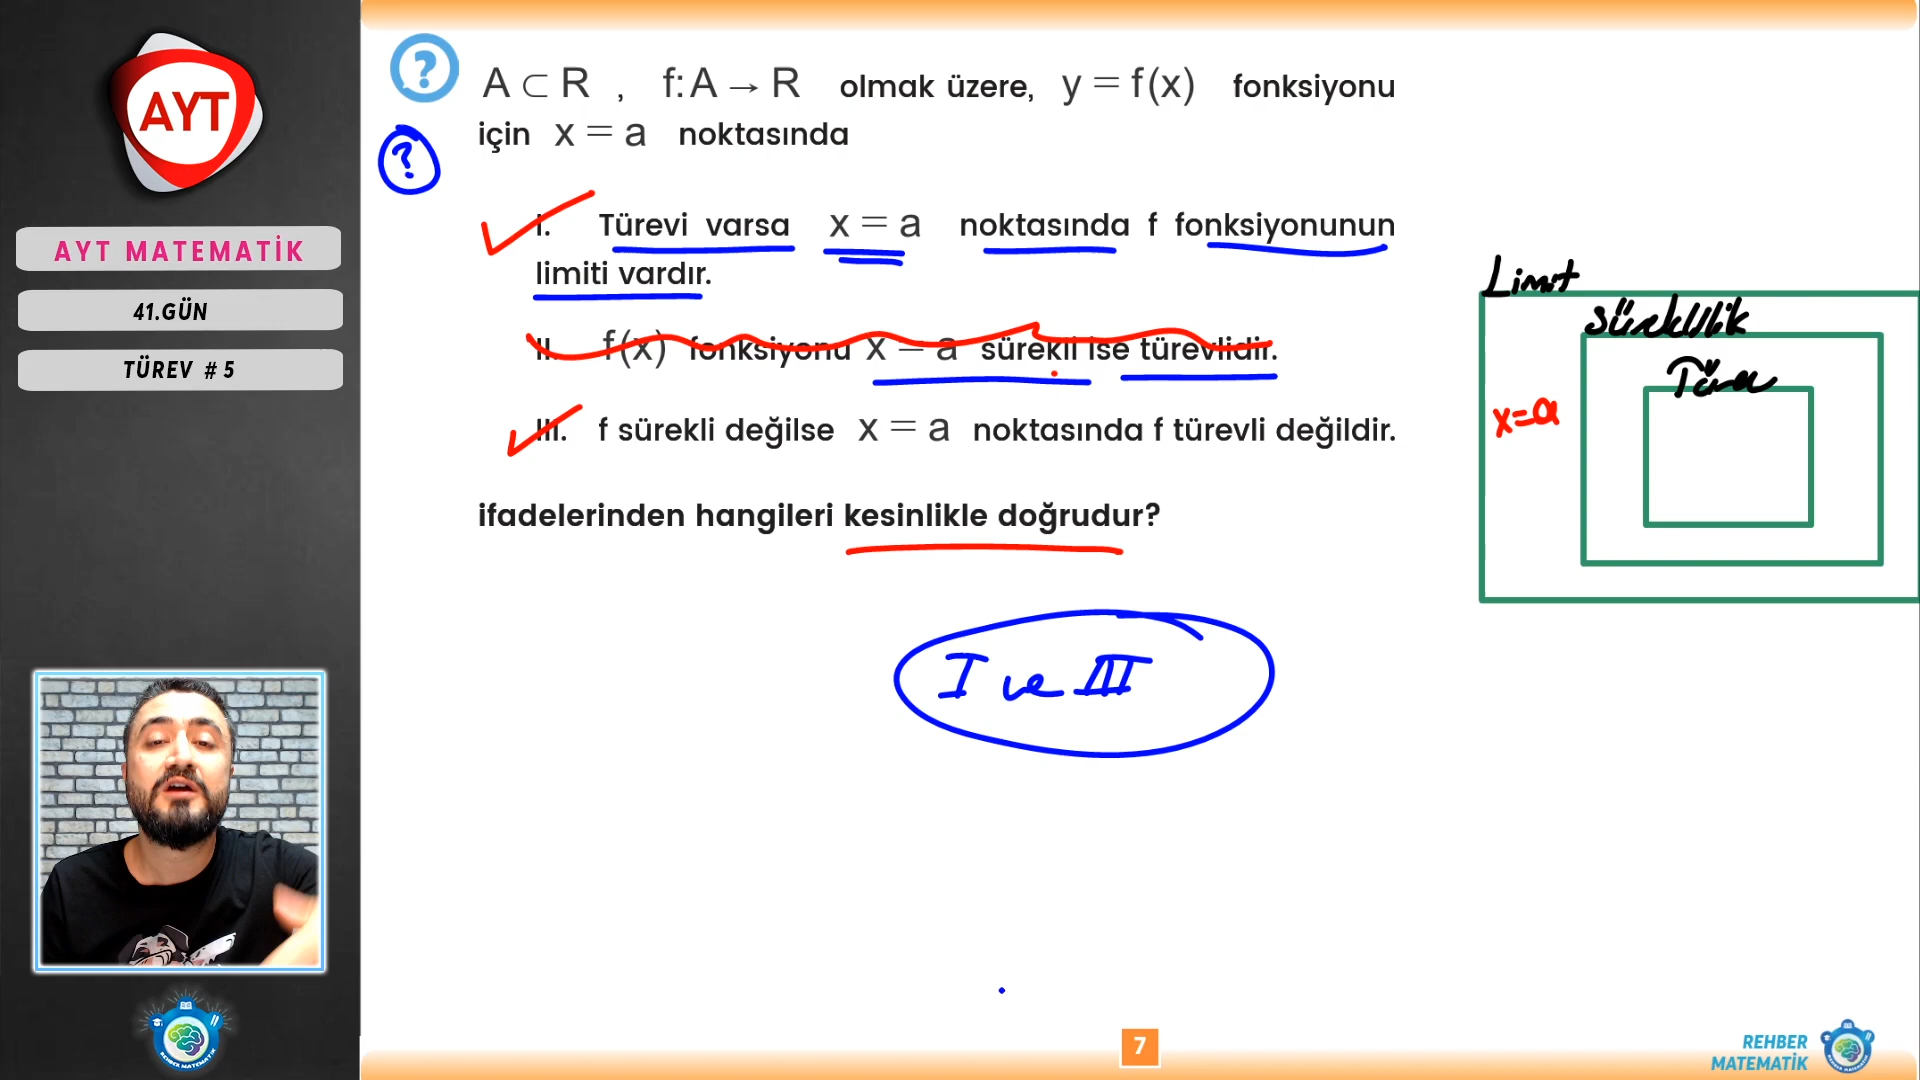 AYT
AYT MATEMATİK
41.GÜN
TÜREV # 5
?
A ⊂ R , f: A → R olmak üzere, y = f(x) fonksiyonu
için x = a noktasında
?
I. Türevi varsa x = a noktasında f fonksiyonunun
limiti vardır.
II. f(x) fonksiyonu x = a sürekli ise türevlidir.
III. f sürekli değilse x = a noktasında f türevli değildir.
ifadelerinden hangileri kesinlikle doğrudur?
I ve III
Limit
süreklilik
Türev
x=a
7
REHBER
MATEMATİK
REHBER MATEMATİK